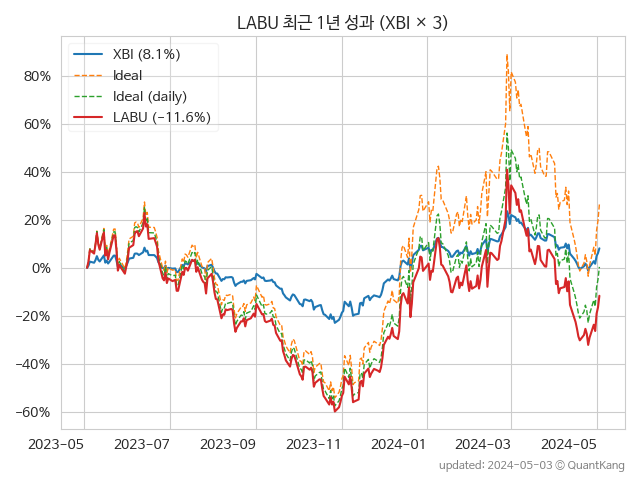 LABU 최근 1년 성과 (XBI × 3)
XBI (8.1%)
Ideal
Ideal (daily)
LABU (−11.6%)
80%
60%
40%
20%
0%
−20%
−40%
−60%
2023-05 2023-07 2023-09 2023-11 2024-01 2024-03 2024-05
updated: 2024-05-03 © QuantKang